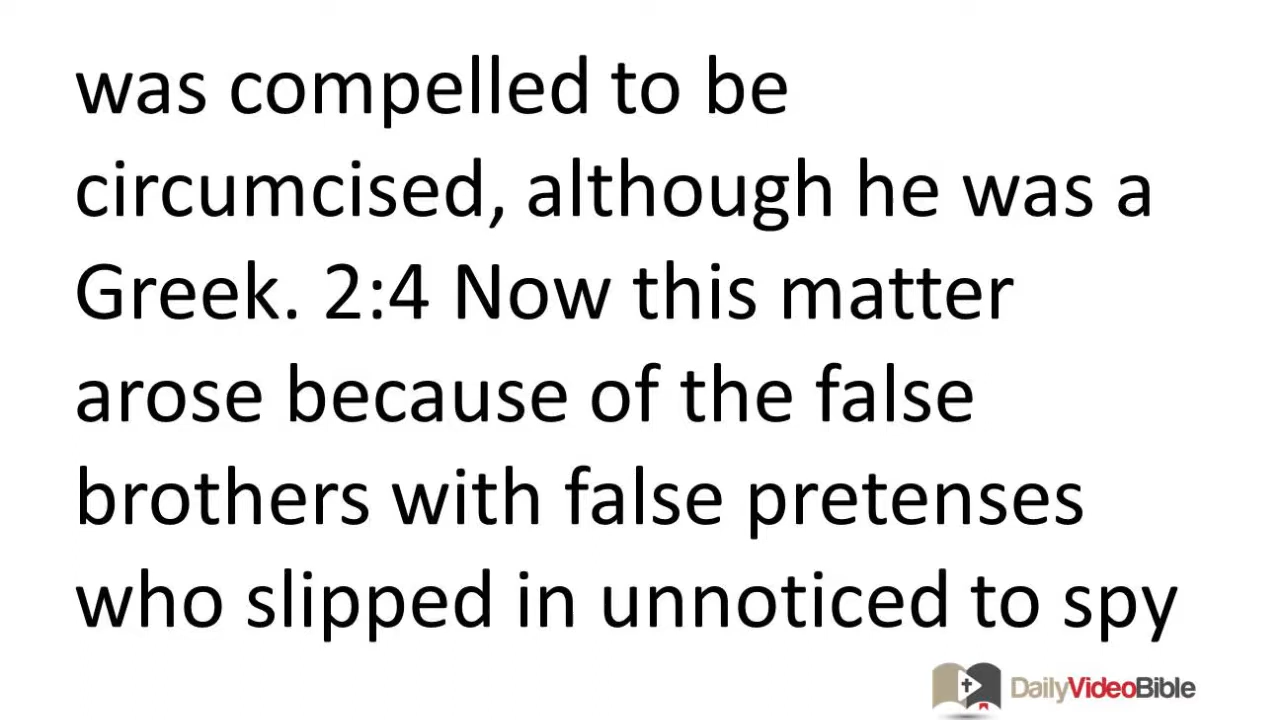 was compelled to be
circumcised, although he was a
Greek. 2:4 Now this matter
arose because of the false
brothers with false pretenses
who slipped in unnoticed to spy
DailyVideoBible